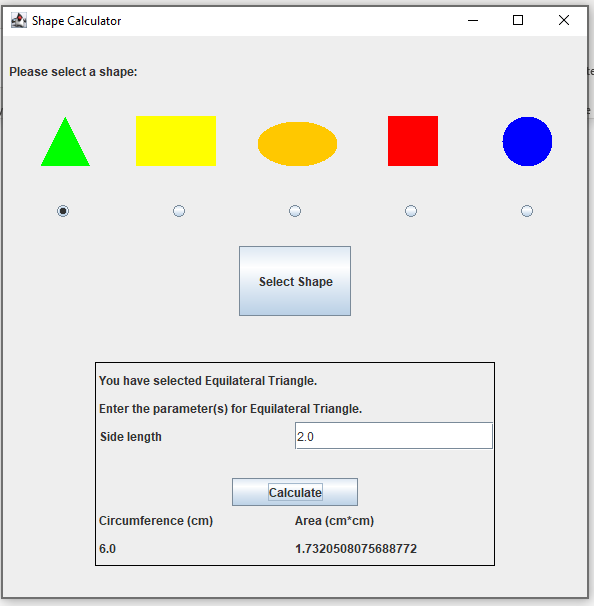 Shape Calculator
Please select a shape:
Select Shape
You have selected Equilateral Triangle.
Enter the parameter(s) for Equilateral Triangle.
Side length 2.0
Calculate
Circumference (cm) Area (cm*cm)
6.0 1.7320508075688772